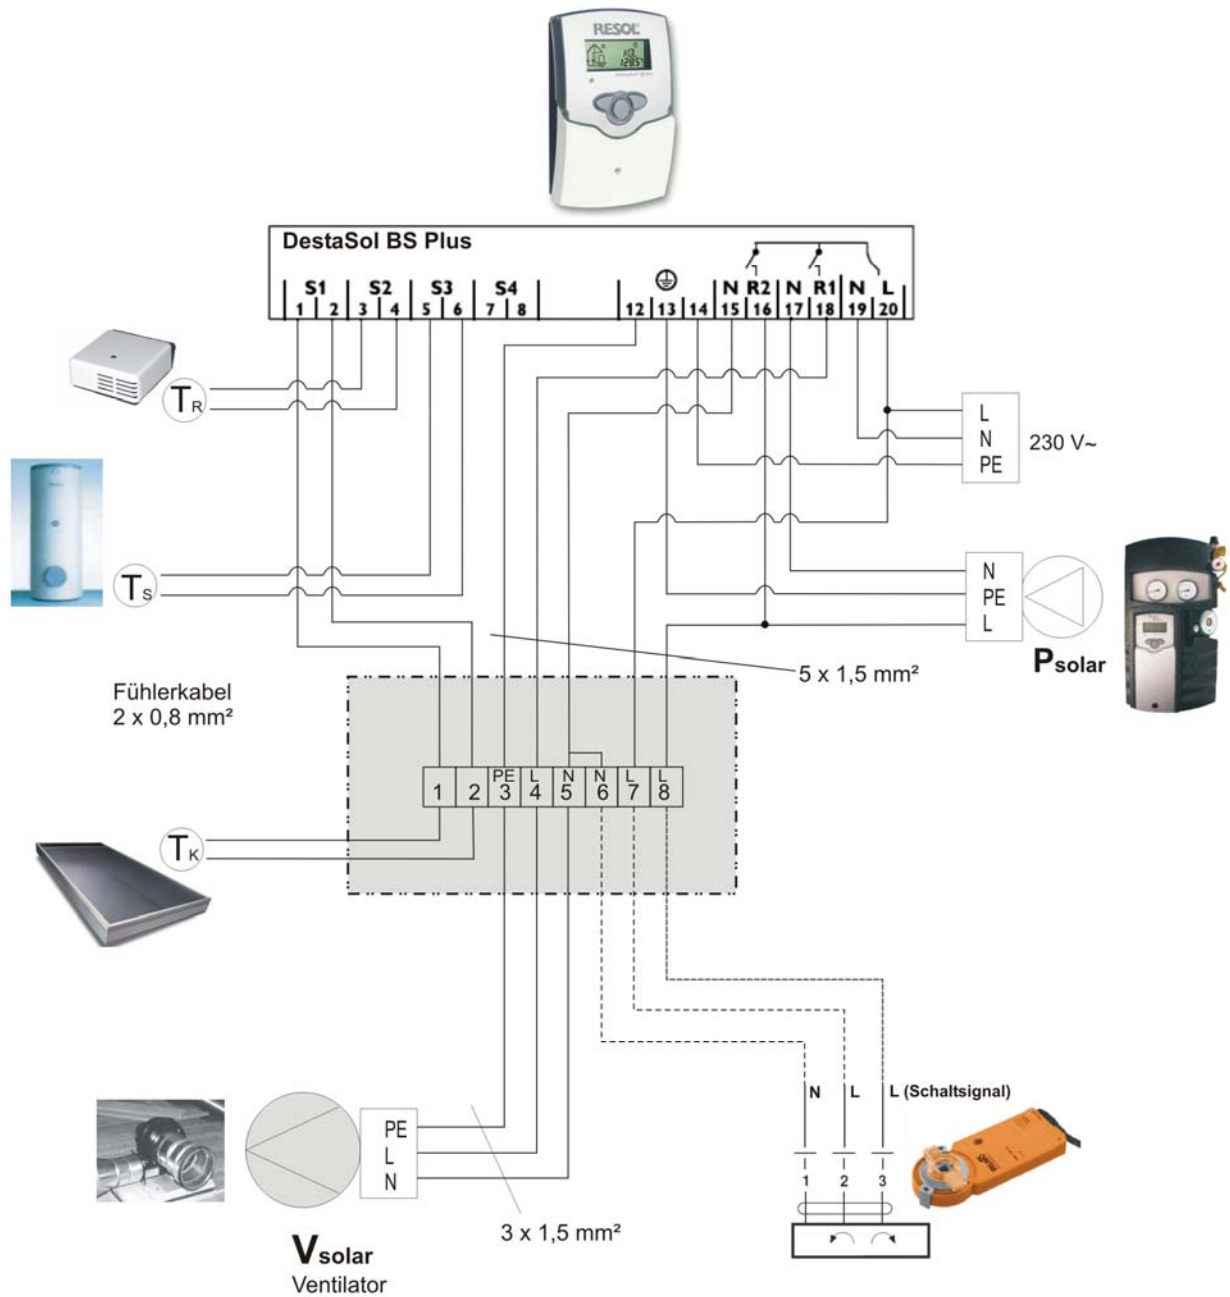 RESOL
DestaSol BS Plus
S1 S2 S3 S4 N R2 N R1 N L
1 2 3 4 5 6 7 8 12 13 14 15 16 17 18 19 20
T R
L
N
PE
230 V~
T S
N
PE
L
P solar
5 x 1,5 mm²
Fühlerkabel
2 x 0,8 mm²
PE L N N L L
1 2 3 4 5 6 7 8
T K
N L L (Schaltsignal)
1 2 3
PE
L
N
3 x 1,5 mm²
V solar
Ventilator